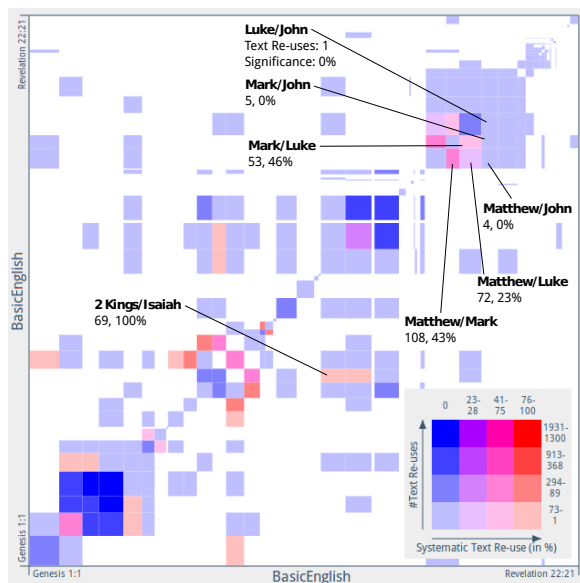 Revelation 22:21
Luke/John
Text Re-uses: 1
Significance: 0%
Mark/John
5, 0%
Mark/Luke
53, 46%
Matthew/John
4, 0%
Matthew/Luke
72, 23%
Matthew/Mark
108, 43%
2 Kings/Isaiah
69, 100%
BasicEnglish
0
23-
28
41-
75
76-
100
1931-
1300
913-
368
294-
89
73-
1
#Text Re-uses
Systematic Text Re-use (in %)
Genesis 1:1
Genesis 1:1
BasicEnglish
Revelation 22:21